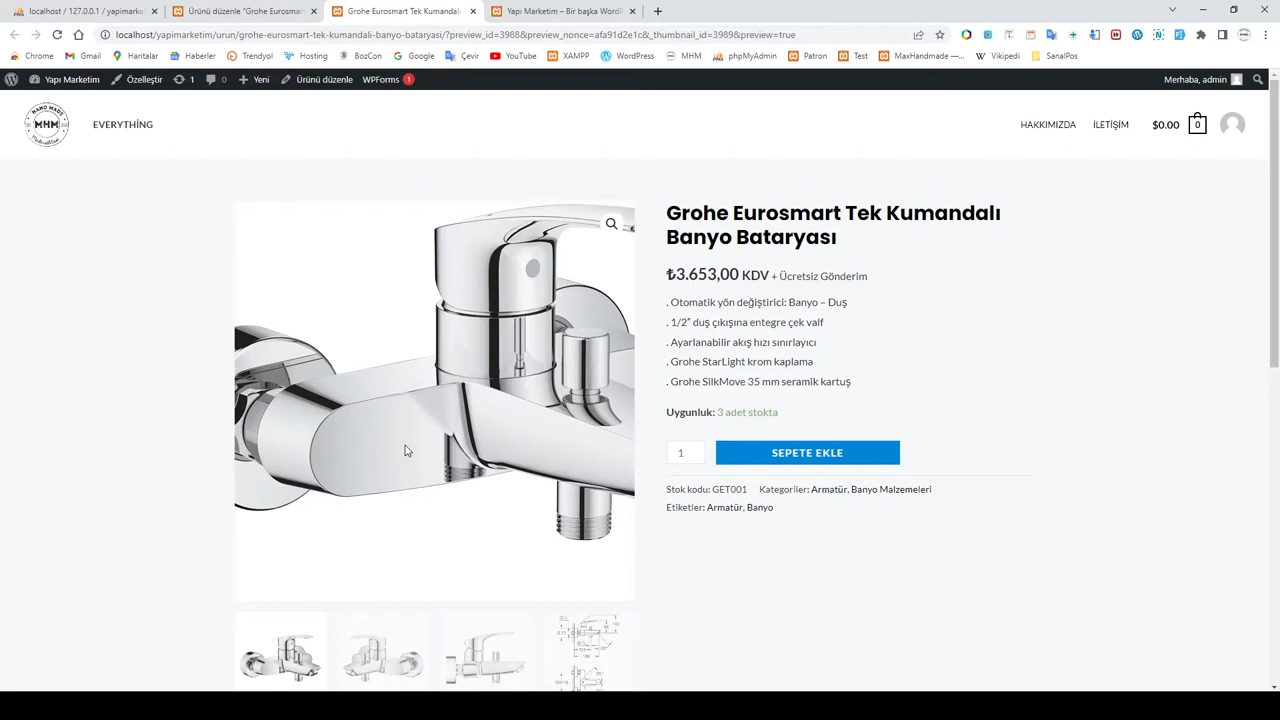 localhost / 127.0.0.1 / yapimarke
Ürünü düzenle "Grohe Eurosmart
Grohe Eurosmart Tek Kumandalı
Yapı Marketim – Bir başka WordP
localhost/yapimarketim/urun/grohe-eurosmart-tek-kumandali-banyo-bataryasi/?preview_id=3988&preview_nonce=afa91d2e1c&_thumbnail_id=3989&preview=true
Chrome Gmail Haritalar Haberler Trendyol Hosting BozCon Google Çevir YouTube XAMPP WordPress MHM phpMyAdmin Patron Test MaxHandmade —... Vikipedi SanalPos
Yapı Marketim Özelleştir 1 0 Yeni Ürünü düzenle WPForms 1 Merhaba, admin
HAND MADE
MHM
EVERYTHİNG
HAKKIMIZDA İLETİŞİM $0.00 0
Grohe Eurosmart Tek Kumandalı
Banyo Bataryası
₺3.653,00 KDV + Ücretsiz Gönderim
. Otomatik yön değiştirici: Banyo – Duş
. 1/2″ duş çıkışına entegre çek valf
. Ayarlanabilir akış hızı sınırlayıcı
. Grohe StarLight krom kaplama
. Grohe SilkMove 35 mm seramik kartuş
Uygunluk: 3 adet stokta
1 SEPETE EKLE
Stok kodu: GET001 Kategoriler: Armatür, Banyo Malzemeleri
Etiketler: Armatür, Banyo